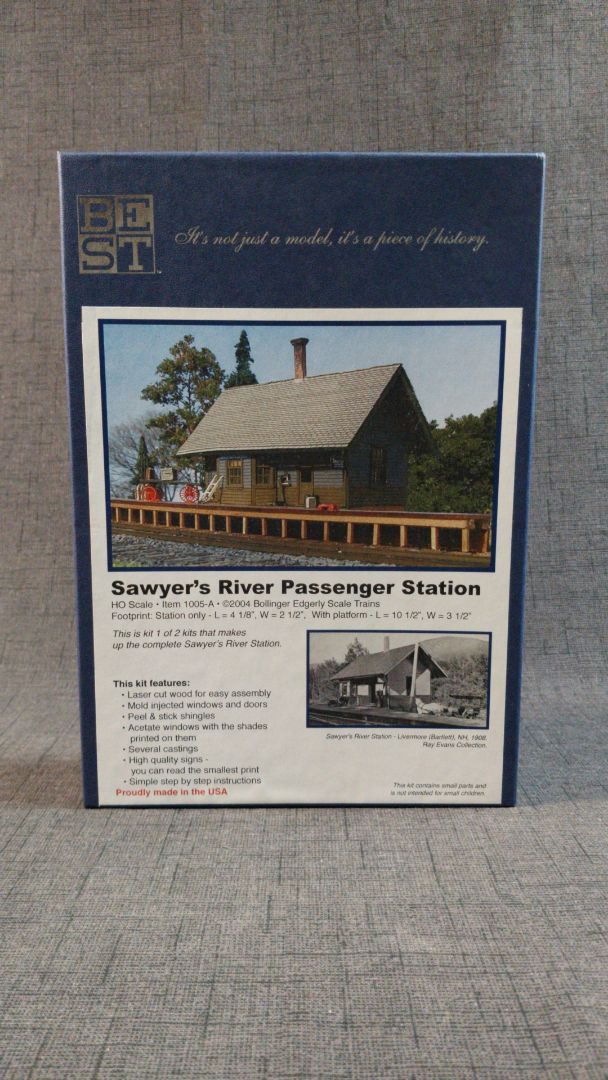 BE
ST
It's not just a model, it's a piece of history.
Sawyer's River Passenger Station
HO Scale • Item 1005-A • ©2004 Bollinger Edgerly Scale Trains
Footprint: Station only - L = 4 1/8", W = 2 1/2", With platform - L = 10 1/2", W = 3 1/2"
This is kit 1 of 2 kits that makes
up the complete Sawyer's River Station.
This kit features:
• Laser cut wood for easy assembly
• Mold injected windows and doors
• Peel & stick shingles
• Acetate windows with the shades
printed on them
• Several castings
• High quality signs -
you can read the smallest print
• Simple step by step instructions
Proudly made in the USA
Sawyer's River Station - Livermore (Bartlett), NH, 1908.
Ray Evans Collection.
This kit contains small parts and
is not intended for small children.